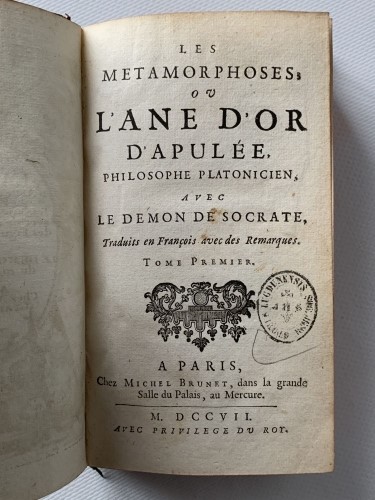 LES
METAMORPHOSES;
OU
L'ANE D'OR
D'APULÉE,
PHILOSOPHE PLATONICIEN,
AVEC
LE DEMON DE SOCRATE,
Traduits en François avec des Remarques.
TOME PREMIER.
LUGDUNENSIS
A PARIS,
Chez MICHEL BRUNET, dans la grande
Salle du Palais, au Mercure.
M. DCCVII.
AVEC PRIVILEGE DU ROY.